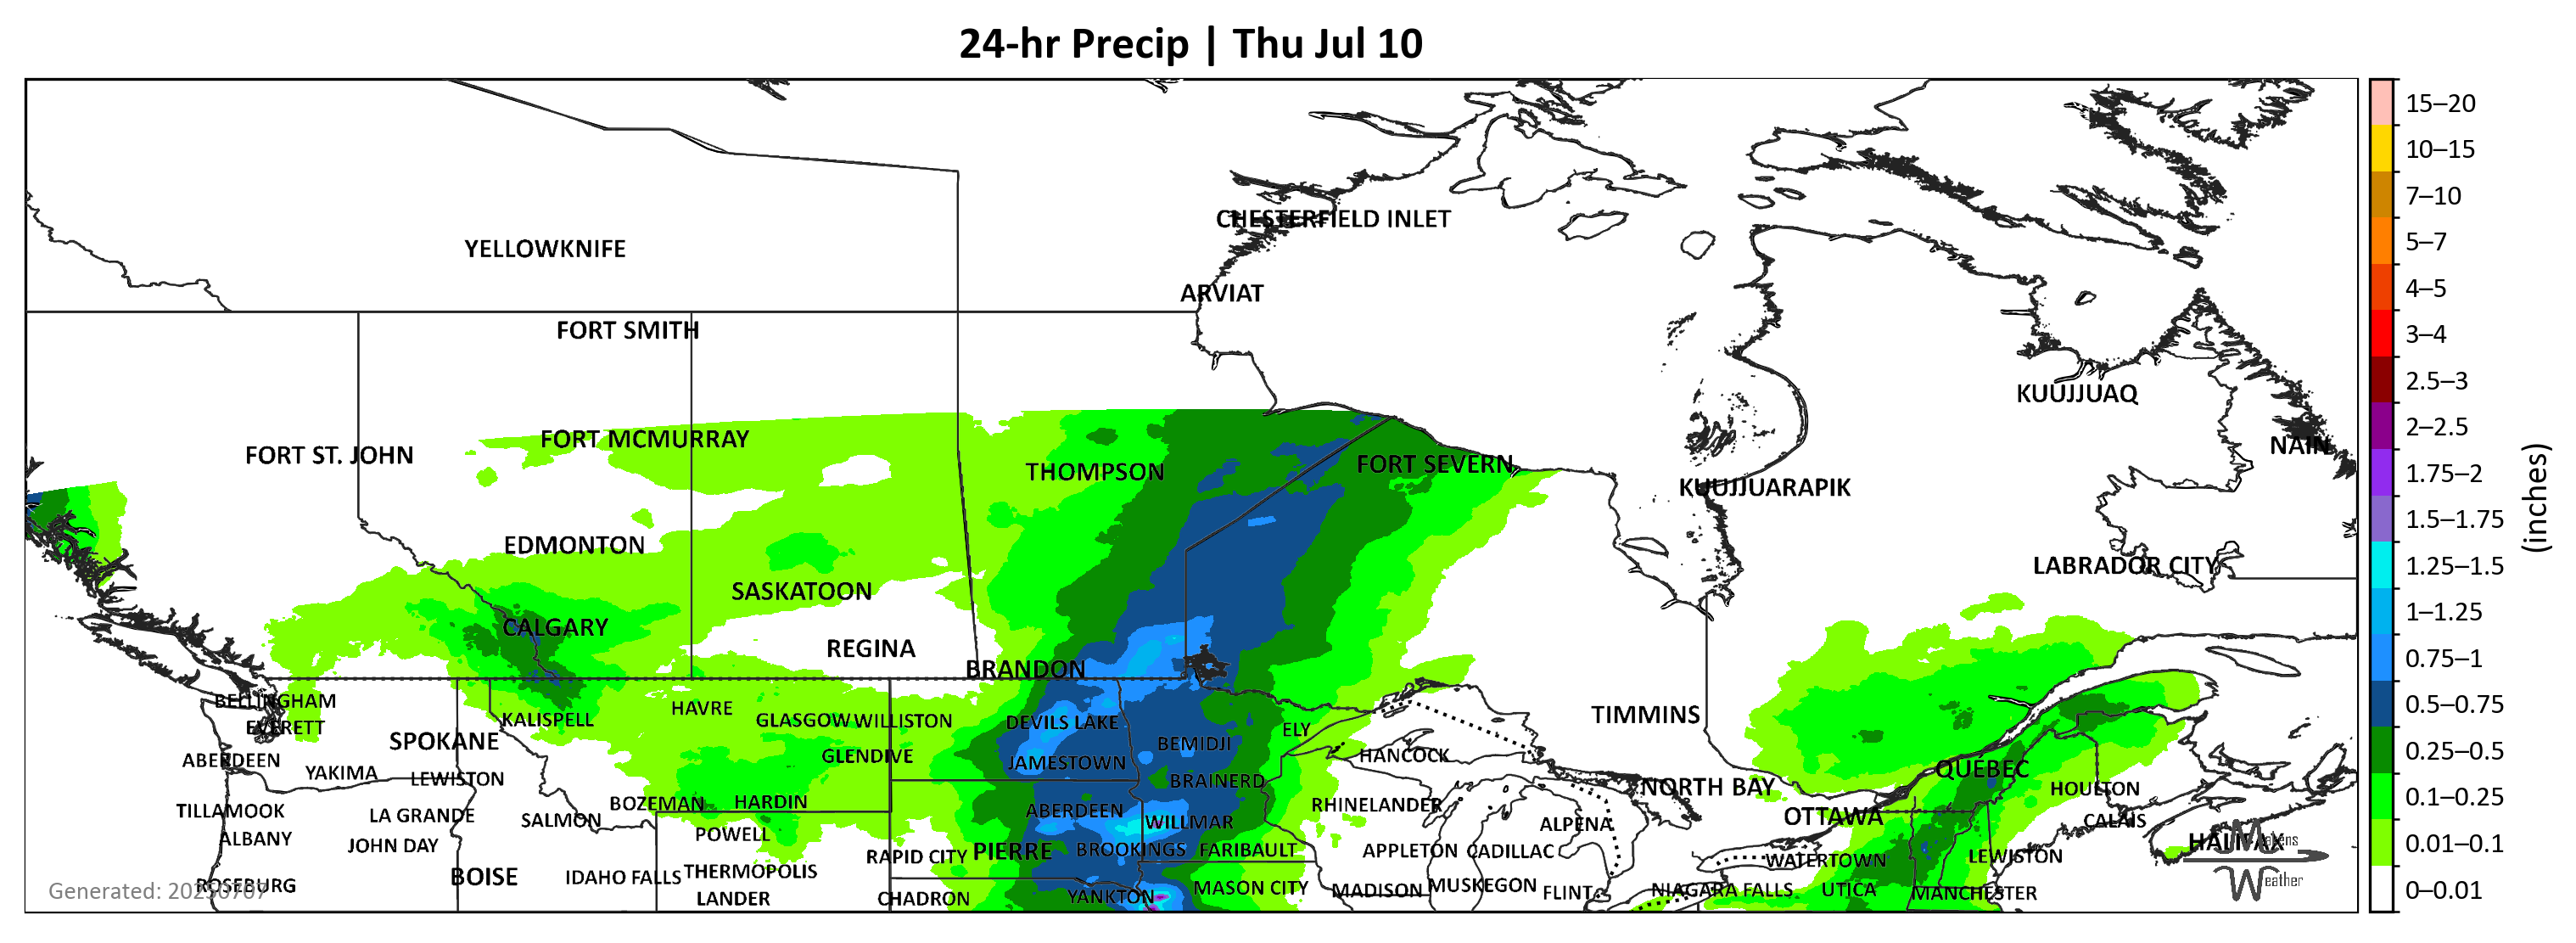 24-hr Precip | Thu Jul 10
CHESTERFIELD INLET
YELLOWKNIFE
ARVIAT
FORT SMITH
KUUJJUAQ
FORT MCMURRAY
NAIN
FORT ST. JOHN
FORT SEVERN
THOMPSON
KUUJJUARAPIK
EDMONTON
LABRADOR CITY
SASKATOON
CALGARY
REGINA
BRANDON
BELLINGHAM
HAVRE
TIMMINS
KALISPELL
GLASGOW
WILLISTON
DEVILS LAKE
EVERETT
ELY
SPOKANE
BEMIDJI
GLENDIVE
HANCOCK
ABERDEEN
JAMESTOWN
QUÉBEC
YAKIMA
LEWISTON
BRAINERD
NORTH BAY
HOULTON
BOZEMAN
HARDIN
RHINELANDER
TILLAMOOK
LA GRANDE
SALMON
ABERDEEN
WILLMAR
OTTAWA
CALAIS
ALPENA
ALBANY
JOHN DAY
POWELL
HALIFAX
RAPID CITY
PIERRE
BROOKINGS
FARIBAULT
APPLETON
CADILLAC
WATERTOWN
LEWISTON
BOISE
IDAHO FALLS
THERMOPOLIS
ROSEBURG
MASON CITY
MADISON
MUSKEGON
FLINT
NIAGARA FALLS
UTICA
MANCHESTER
LANDER
CHADRON
YANKTON
Generated: 20250707
Weather
15–20
10–15
7–10
5–7
4–5
3–4
2.5–3
2–2.5
1.75–2
1.5–1.75
1.25–1.5
1–1.25
0.75–1
0.5–0.75
0.25–0.5
0.1–0.25
0.01–0.1
0–0.01
(inches)